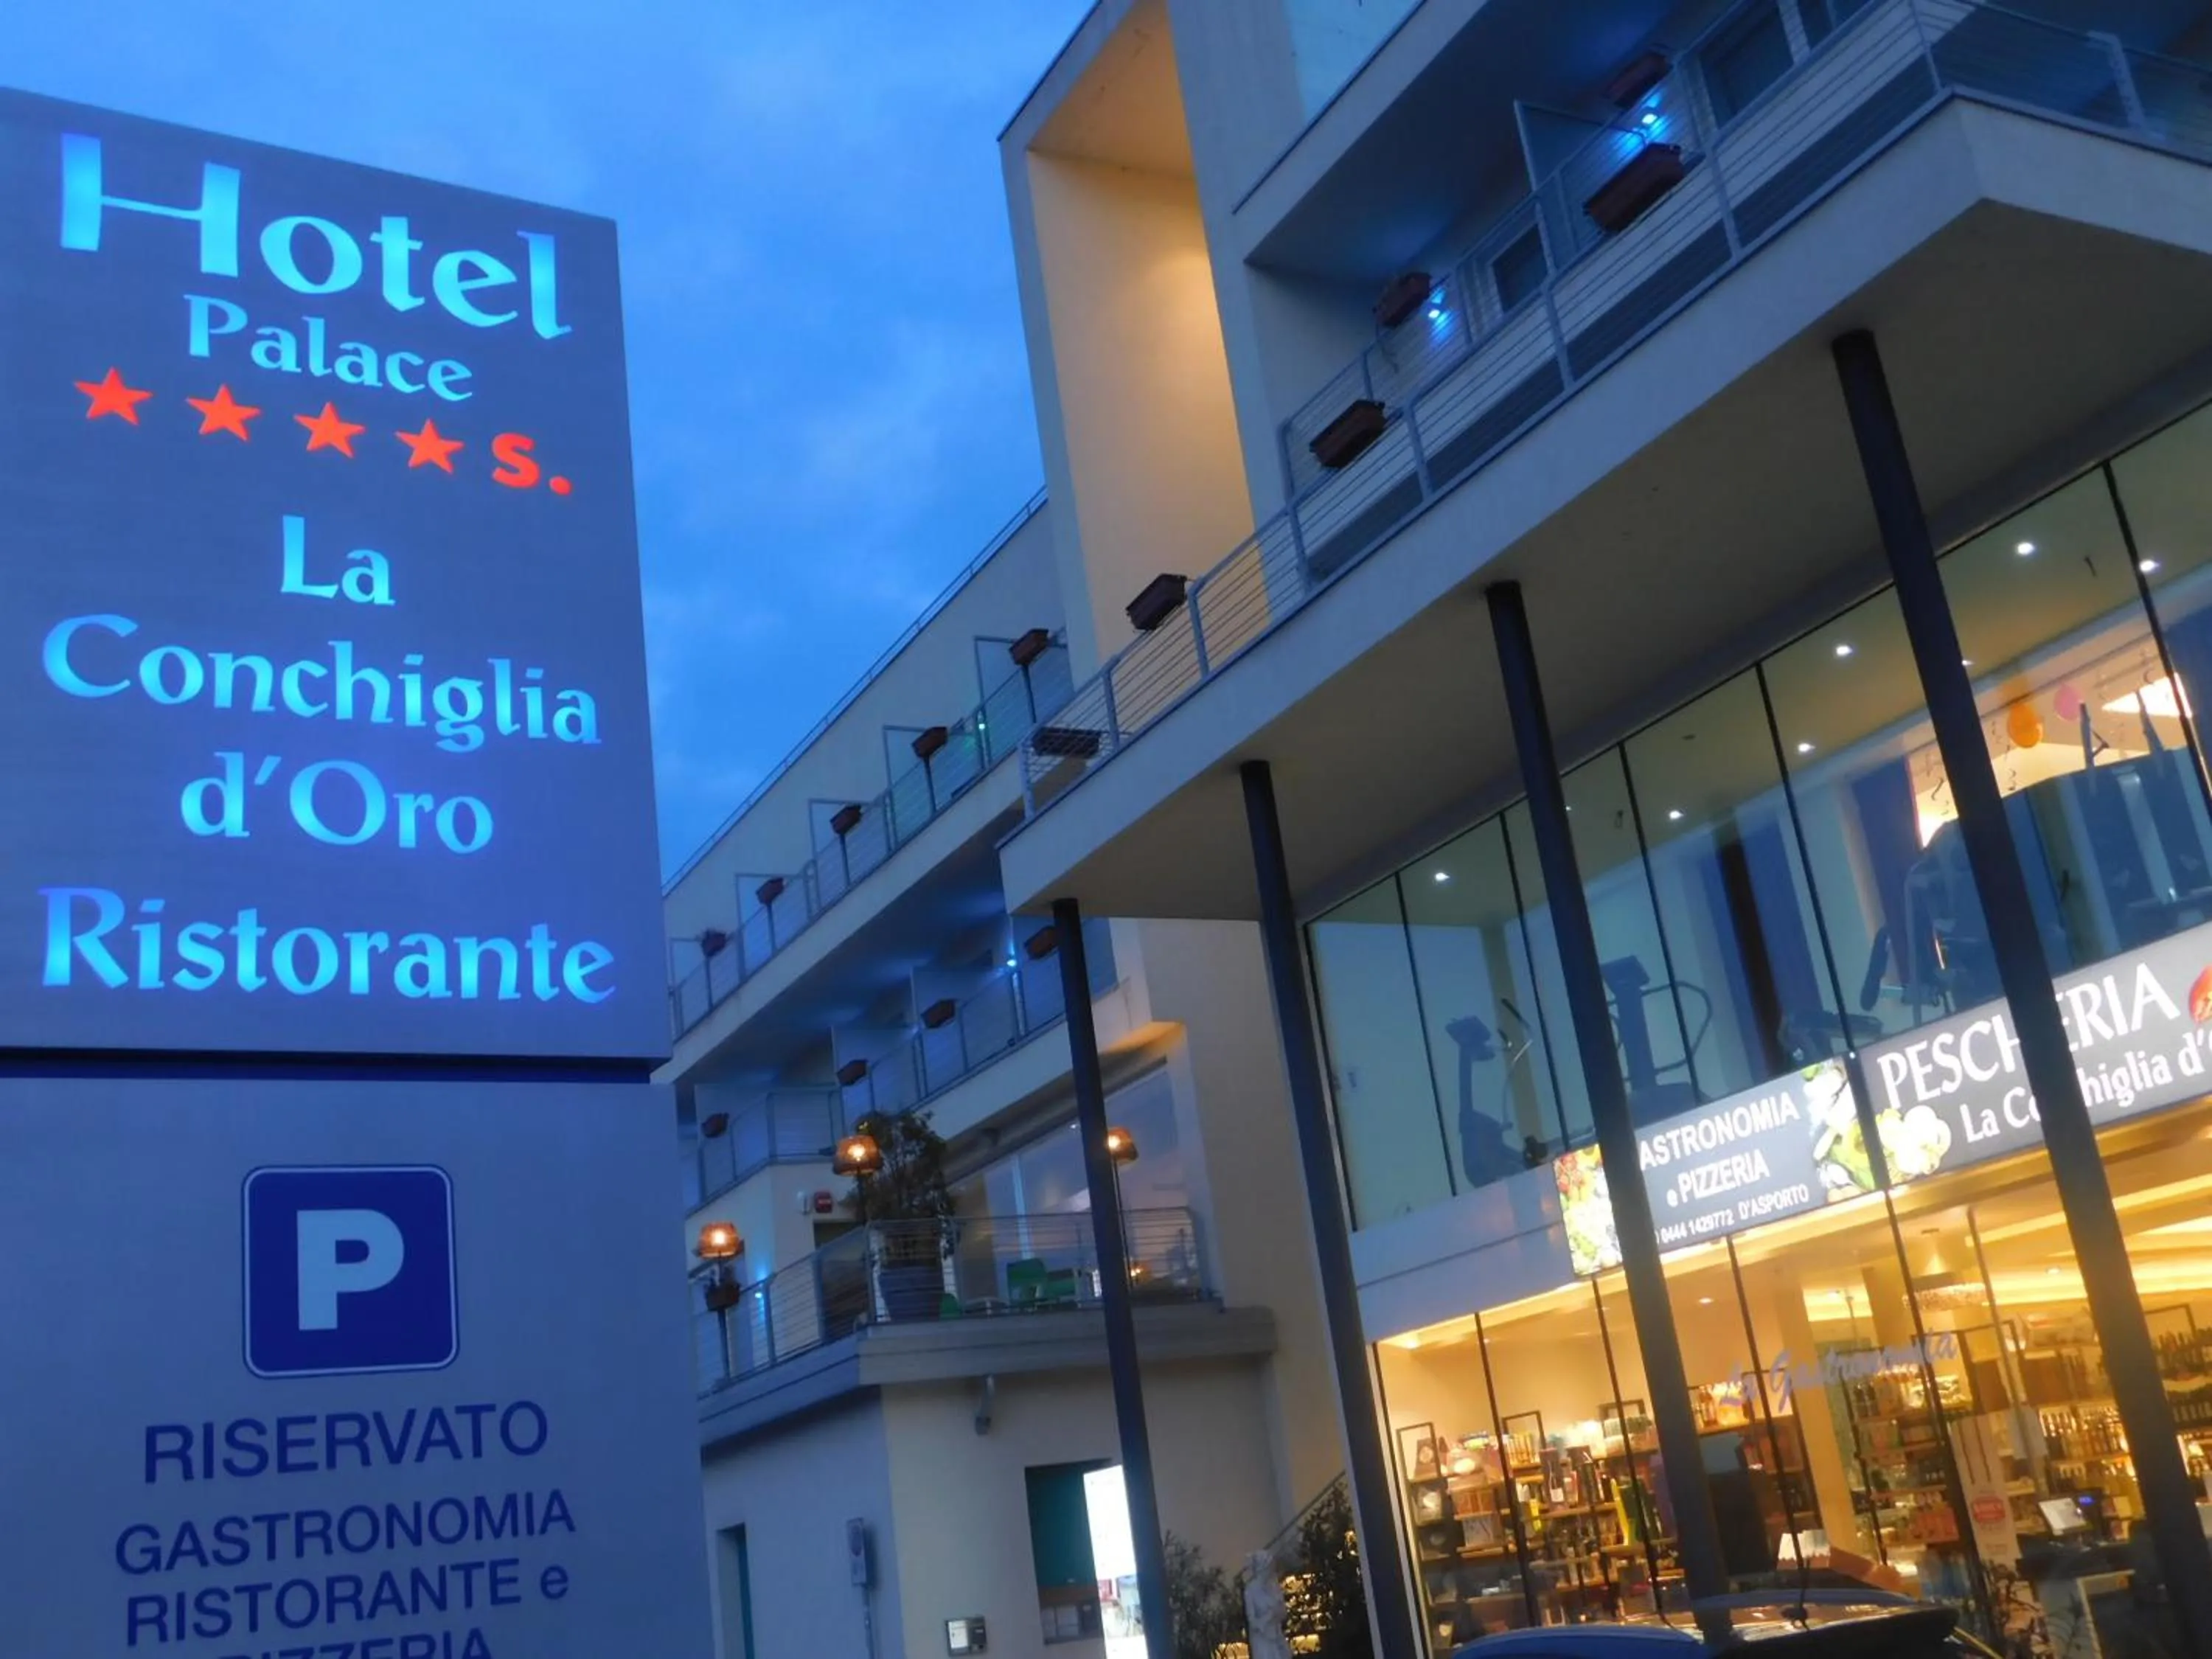 Hotel
Palace
s.
La
Conchiglia
d'Oro
Ristorante
P
RISERVATO
GASTRONOMIA
RISTORANTE e
PIZZERIA
ASTRONOMIA
e PIZZERIA
0444 1429772 D'ASPORTO
PESCHERIA
La Conchiglia d'
La Gastronomia